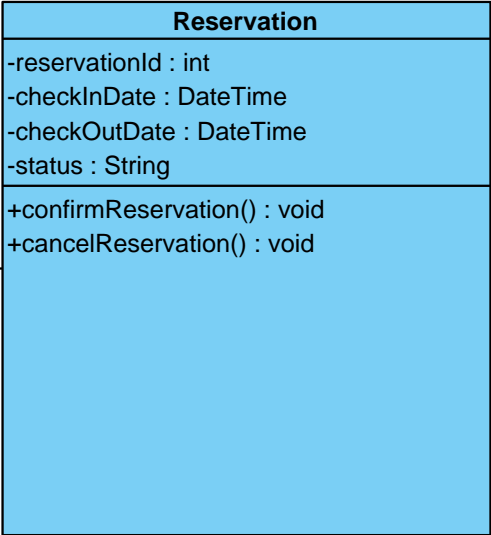 Reservation
-reservationId : int
-checkInDate : DateTime
-checkOutDate : DateTime
-status : String
+confirmReservation() : void
+cancelReservation() : void